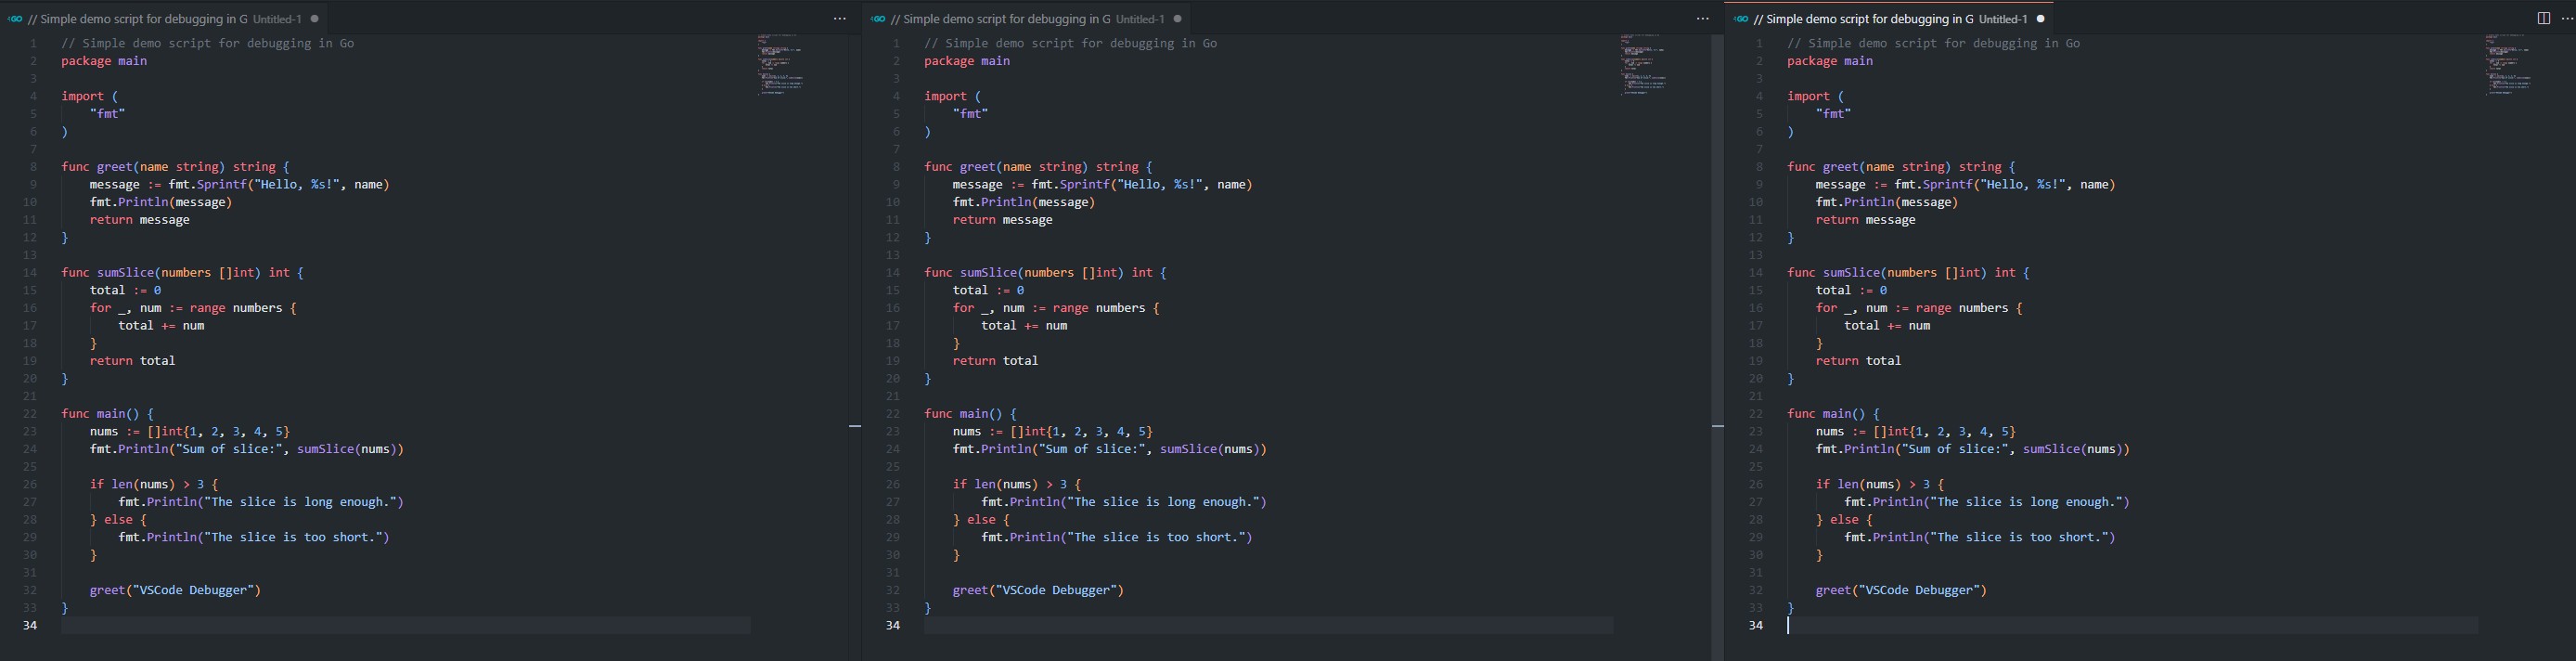 GO // Simple demo script for debugging in G Untitled-1
1 // Simple demo script for debugging in Go
2 package main
3
4 import (
5     "fmt"
6 )
7
8 func greet(name string) string {
9     message := fmt.Sprintf("Hello, %s!", name)
10     fmt.Println(message)
11     return message
12 }
13
14 func sumSlice(numbers []int) int {
15     total := 0
16     for _, num := range numbers {
17         total += num
18     }
19     return total
20 }
21
22 func main() {
23     nums := []int{1, 2, 3, 4, 5}
24     fmt.Println("Sum of slice:", sumSlice(nums))
25
26     if len(nums) > 3 {
27         fmt.Println("The slice is long enough.")
28     } else {
29         fmt.Println("The slice is too short.")
30     }
31
32     greet("VSCode Debugger")
33 }
34
GO // Simple demo script for debugging in G Untitled-1
1 // Simple demo script for debugging in Go
2 package main
3
4 import (
5     "fmt"
6 )
7
8 func greet(name string) string {
9     message := fmt.Sprintf("Hello, %s!", name)
10     fmt.Println(message)
11     return message
12 }
13
14 func sumSlice(numbers []int) int {
15     total := 0
16     for _, num := range numbers {
17         total += num
18     }
19     return total
20 }
21
22 func main() {
23     nums := []int{1, 2, 3, 4, 5}
24     fmt.Println("Sum of slice:", sumSlice(nums))
25
26     if len(nums) > 3 {
27         fmt.Println("The slice is long enough.")
28     } else {
29         fmt.Println("The slice is too short.")
30     }
31
32     greet("VSCode Debugger")
33 }
34
GO // Simple demo script for debugging in G Untitled-1
1 // Simple demo script for debugging in Go
2 package main
3
4 import (
5     "fmt"
6 )
7
8 func greet(name string) string {
9     message := fmt.Sprintf("Hello, %s!", name)
10     fmt.Println(message)
11     return message
12 }
13
14 func sumSlice(numbers []int) int {
15     total := 0
16     for _, num := range numbers {
17         total += num
18     }
19     return total
20 }
21
22 func main() {
23     nums := []int{1, 2, 3, 4, 5}
24     fmt.Println("Sum of slice:", sumSlice(nums))
25
26     if len(nums) > 3 {
27         fmt.Println("The slice is long enough.")
28     } else {
29         fmt.Println("The slice is too short.")
30     }
31
32     greet("VSCode Debugger")
33 }
34